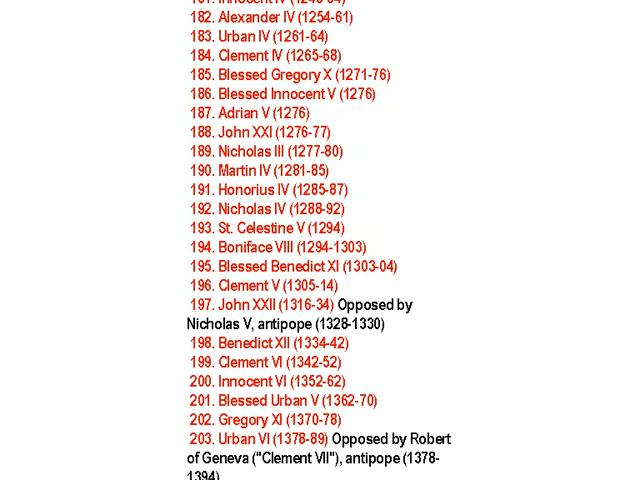 181. Innocent IV (1243-54)
182. Alexander IV (1254-61)
183. Urban IV (1261-64)
184. Clement IV (1265-68)
185. Blessed Gregory X (1271-76)
186. Blessed Innocent V (1276)
187. Adrian V (1276)
188. John XXI (1276-77)
189. Nicholas III (1277-80)
190. Martin IV (1281-85)
191. Honorius IV (1285-87)
192. Nicholas IV (1288-92)
193. St. Celestine V (1294)
194. Boniface VIII (1294-1303)
195. Blessed Benedict XI (1303-04)
196. Clement V (1305-14)
197. John XXII (1316-34) Opposed by
Nicholas V, antipope (1328-1330)
198. Benedict XII (1334-42)
199. Clement VI (1342-52)
200. Innocent VI (1352-62)
201. Blessed Urban V (1362-70)
202. Gregory XI (1370-78)
203. Urban VI (1378-89) Opposed by Robert
of Geneva ("Clement VII"), antipope (1378-
1394)